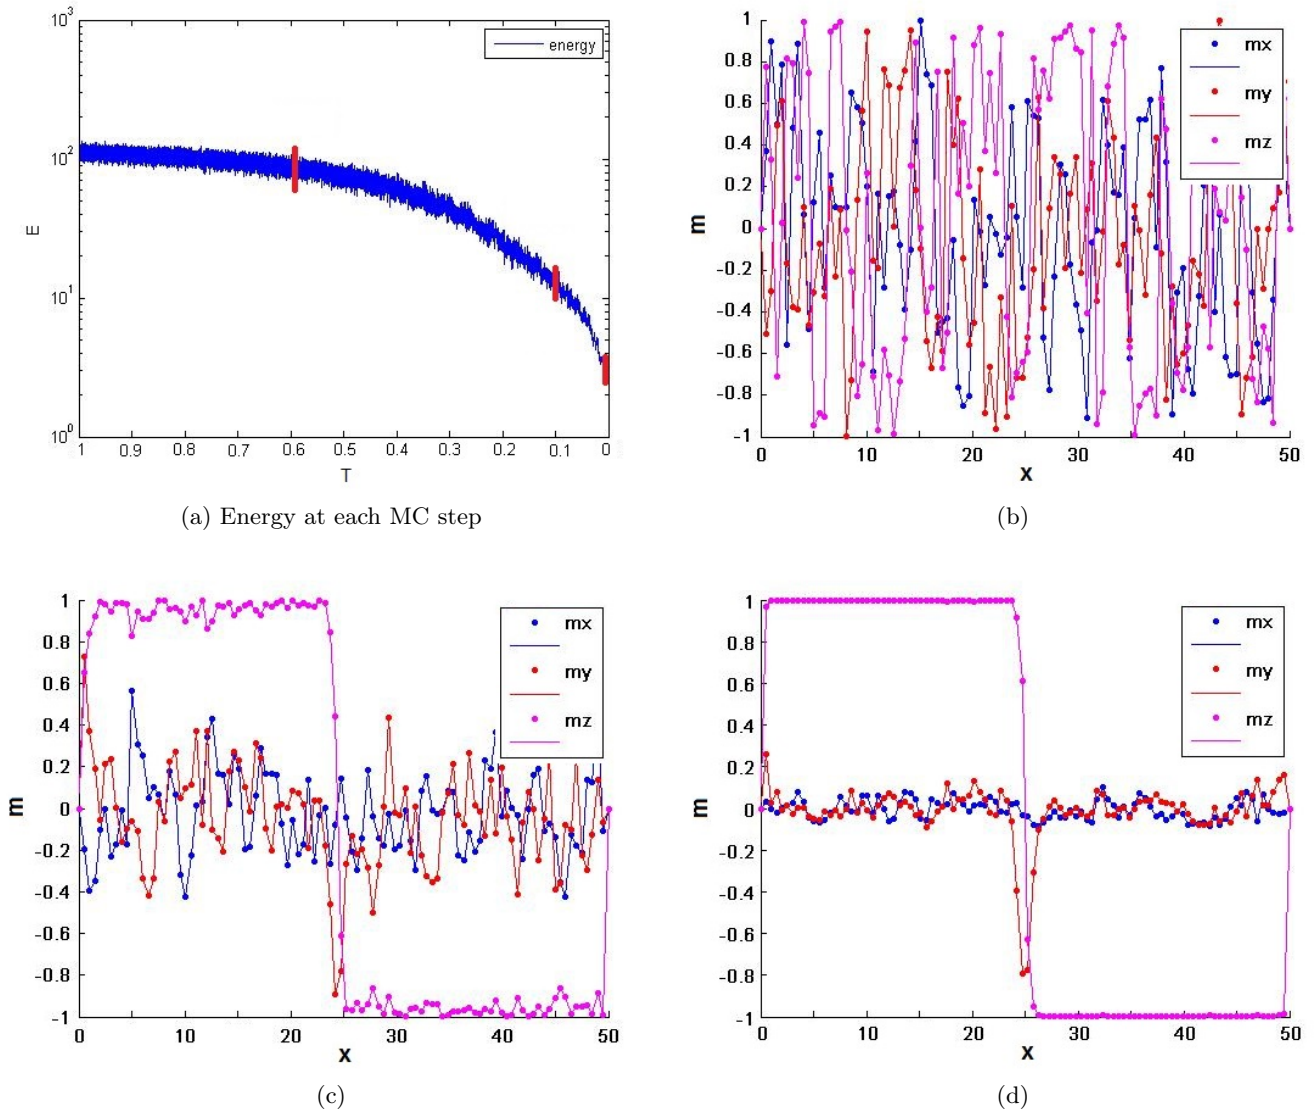 10³
10²
10¹
10⁰
E
energy
1 0.9 0.8 0.7 0.6 0.5 0.4 0.3 0.2 0.1 0
T
(a) Energy at each MC step
1
0.8
0.6
0.4
0.2
0
-0.2
-0.4
-0.6
-0.8
-1
m
mx
my
mz
0 10 20 30 40 50
x
(b)
1
0.8
0.6
0.4
0.2
0
-0.2
-0.4
-0.6
-0.8
-1
m
mx
my
mz
0 10 20 30 40 50
x
(c)
1
0.8
0.6
0.4
0.2
0
-0.2
-0.4
-0.6
-0.8
-1
m
mx
my
mz
0 10 20 30 40 50
x
(d)